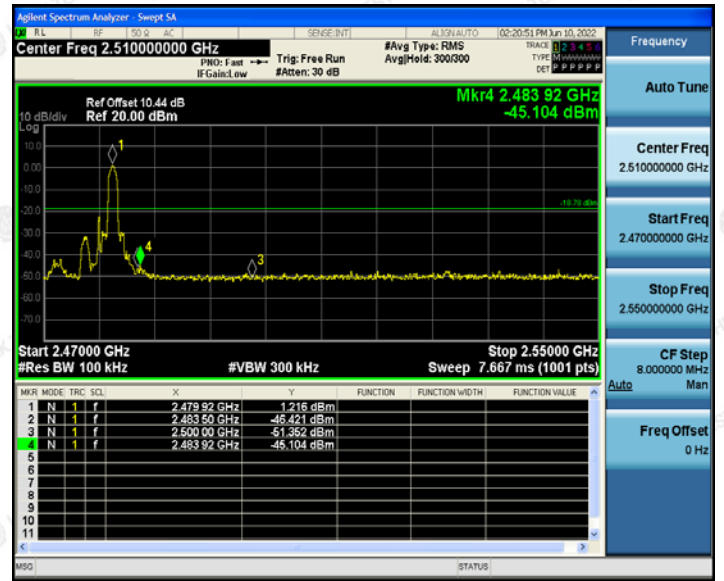 Agilent Spectrum Analyzer - Swept SA
RL RF 50 Ω AC SENSE:INT ALIGNAUTO 02:20:51 PM Jun 10, 2022
Center Freq 2.510000000 GHz
PNO: Fast
IFGain:Low
Trig: Free Run
#Atten: 30 dB
#Avg Type: RMS
Avg|Hold: 300/300
TRACE 1 2 3 4 5 6
TYPE M
DET P P P P P P
Frequency
Auto Tune
Center Freq
2.510000000 GHz
Start Freq
2.470000000 GHz
Stop Freq
2.550000000 GHz
CF Step
8.000000 MHz
Auto Man
Freq Offset
0 Hz
Mkr4 2.483 92 GHz
-45.104 dBm
Ref Offset 10.44 dB
10 dB/div Ref 20.00 dBm
Log
10.0
0.00
-10.0
-20.0
-30.0
-40.0
-50.0
-60.0
-70.0
1
4
3
-18.78 dBm
Start 2.47000 GHz Stop 2.55000 GHz
#Res BW 100 kHz #VBW 300 kHz Sweep 7.667 ms (1001 pts)
MKR MODE TRC SCL X Y FUNCTION FUNCTION WIDTH FUNCTION VALUE
1 N 1 f 2.479 92 GHz 1.216 dBm
2 N 1 f 2.483 50 GHz -46.421 dBm
3 N 1 f 2.500 00 GHz -51.352 dBm
4 N 1 f 2.483 92 GHz -45.104 dBm
5
6
7
8
9
10
11
MSG STATUS